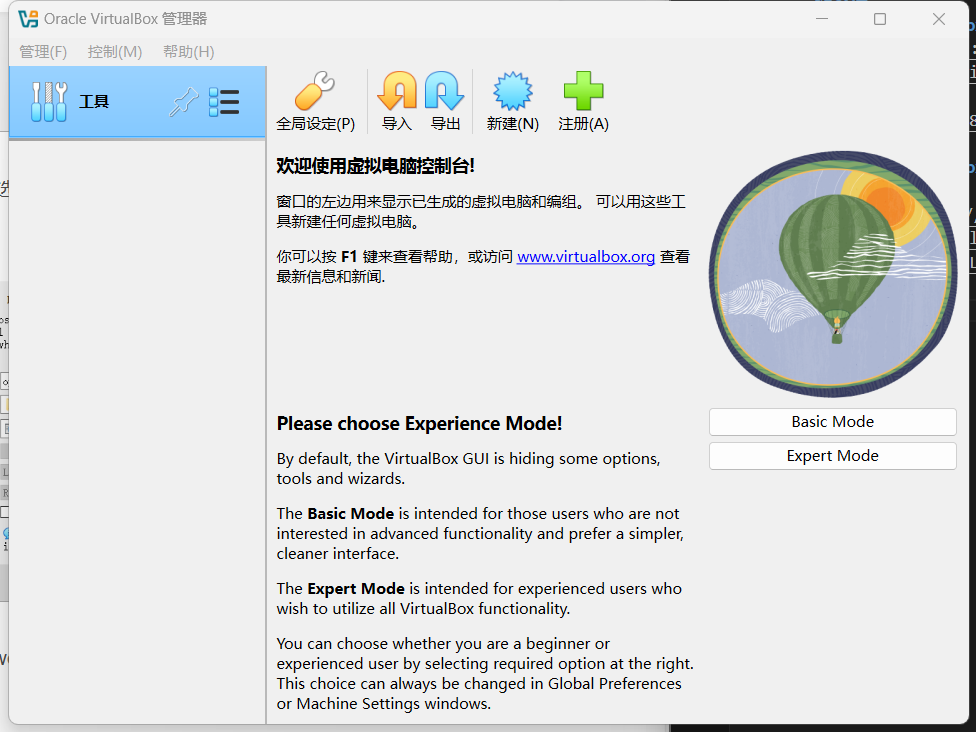 Oracle VirtualBox 管理器
管理(F) 控制(M) 帮助(H)
工具
全局设定(P) 导入 导出 新建(N) 注册(A)
欢迎使用虚拟电脑控制台!
窗口的左边用来显示已生成的虚拟电脑和编组。 可以用这些工
具新建任何虚拟电脑。
你可以按 F1 键来查看帮助，或访问 www.virtualbox.org 查看
最新信息和新闻.
Please choose Experience Mode!
By default, the VirtualBox GUI is hiding some options,
tools and wizards.
The Basic Mode is intended for those users who are not
interested in advanced functionality and prefer a simpler,
cleaner interface.
The Expert Mode is intended for experienced users who
wish to utilize all VirtualBox functionality.
You can choose whether you are a beginner or
experienced user by selecting required option at the right.
This choice can always be changed in Global Preferences
or Machine Settings windows.
Basic Mode
Expert Mode